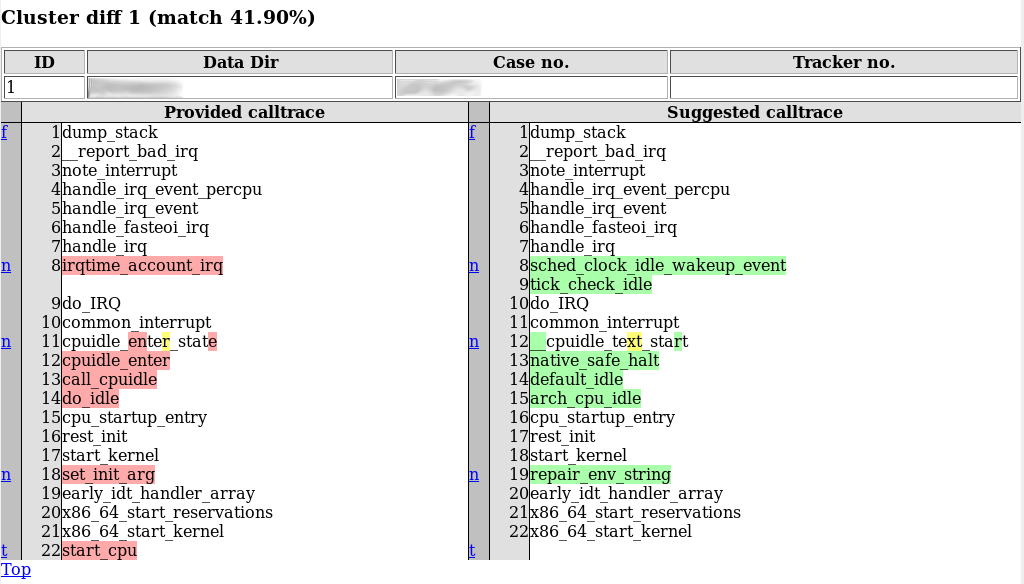 Cluster diff 1 (match 41.90%)
ID Data Dir Case no. Tracker no.
1
Provided calltrace Suggested calltrace
f 1 dump_stack f 1 dump_stack
2 __report_bad_irq 2 __report_bad_irq
3 note_interrupt 3 note_interrupt
4 handle_irq_event_percpu 4 handle_irq_event_percpu
5 handle_irq_event 5 handle_irq_event
6 handle_fasteoi_irq 6 handle_fasteoi_irq
7 handle_irq 7 handle_irq
n 8 irqtime_account_irq n 8 sched_clock_idle_wakeup_event
9 tick_check_idle
9 do_IRQ 10 do_IRQ
10 common_interrupt 11 common_interrupt
n 11 cpuidle_enter_state n 12 __cpuidle_text_start
12 cpuidle_enter 13 native_safe_halt
13 call_cpuidle 14 default_idle
14 do_idle 15 arch_cpu_idle
15 cpu_startup_entry 16 cpu_startup_entry
16 rest_init 17 rest_init
17 start_kernel 18 start_kernel
n 18 set_init_arg n 19 repair_env_string
19 early_idt_handler_array 20 early_idt_handler_array
20 x86_64_start_reservations 21 x86_64_start_reservations
21 x86_64_start_kernel 22 x86_64_start_kernel
t 22 start_cpu t
Top